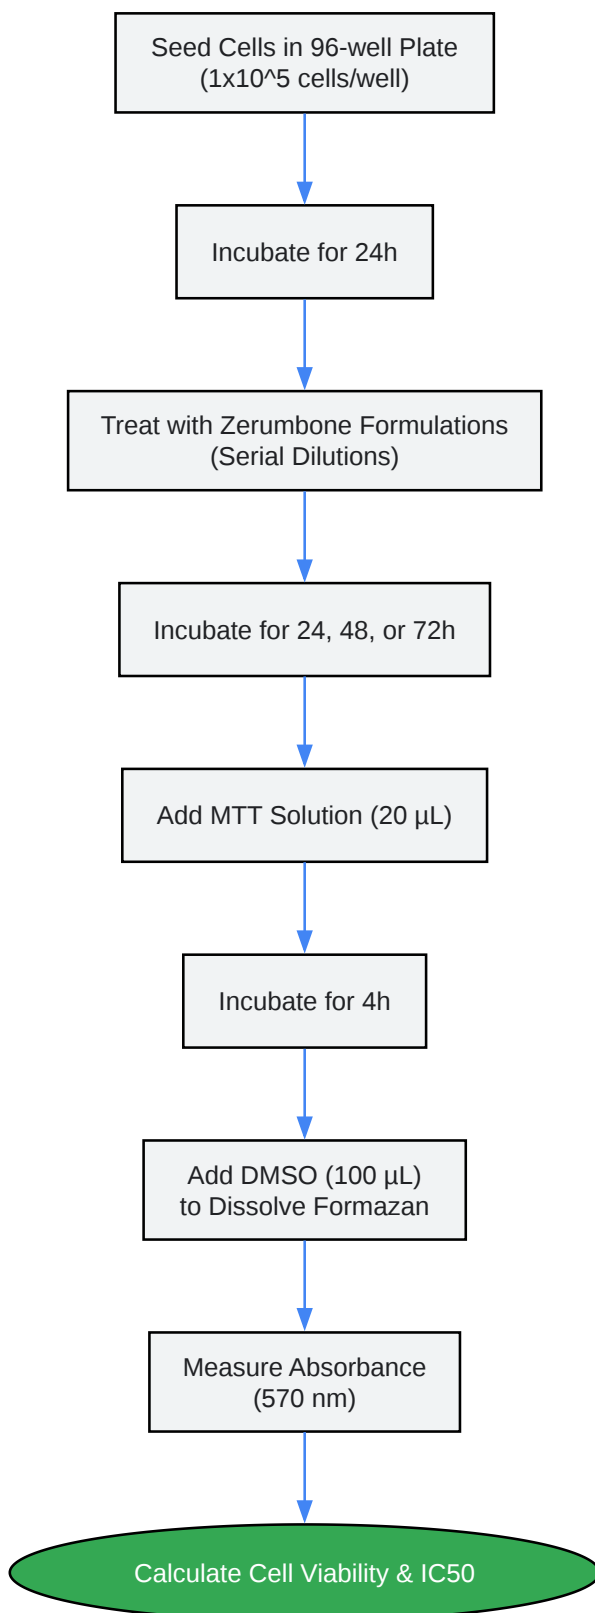 Seed Cells in 96-well Plate
(1x10^5 cells/well)
Incubate for 24h
Treat with Zerumbone Formulations
(Serial Dilutions)
Incubate for 24, 48, or 72h
Add MTT Solution (20 µL)
Incubate for 4h
Add DMSO (100 µL)
to Dissolve Formazan
Measure Absorbance
(570 nm)
Calculate Cell Viability & IC50